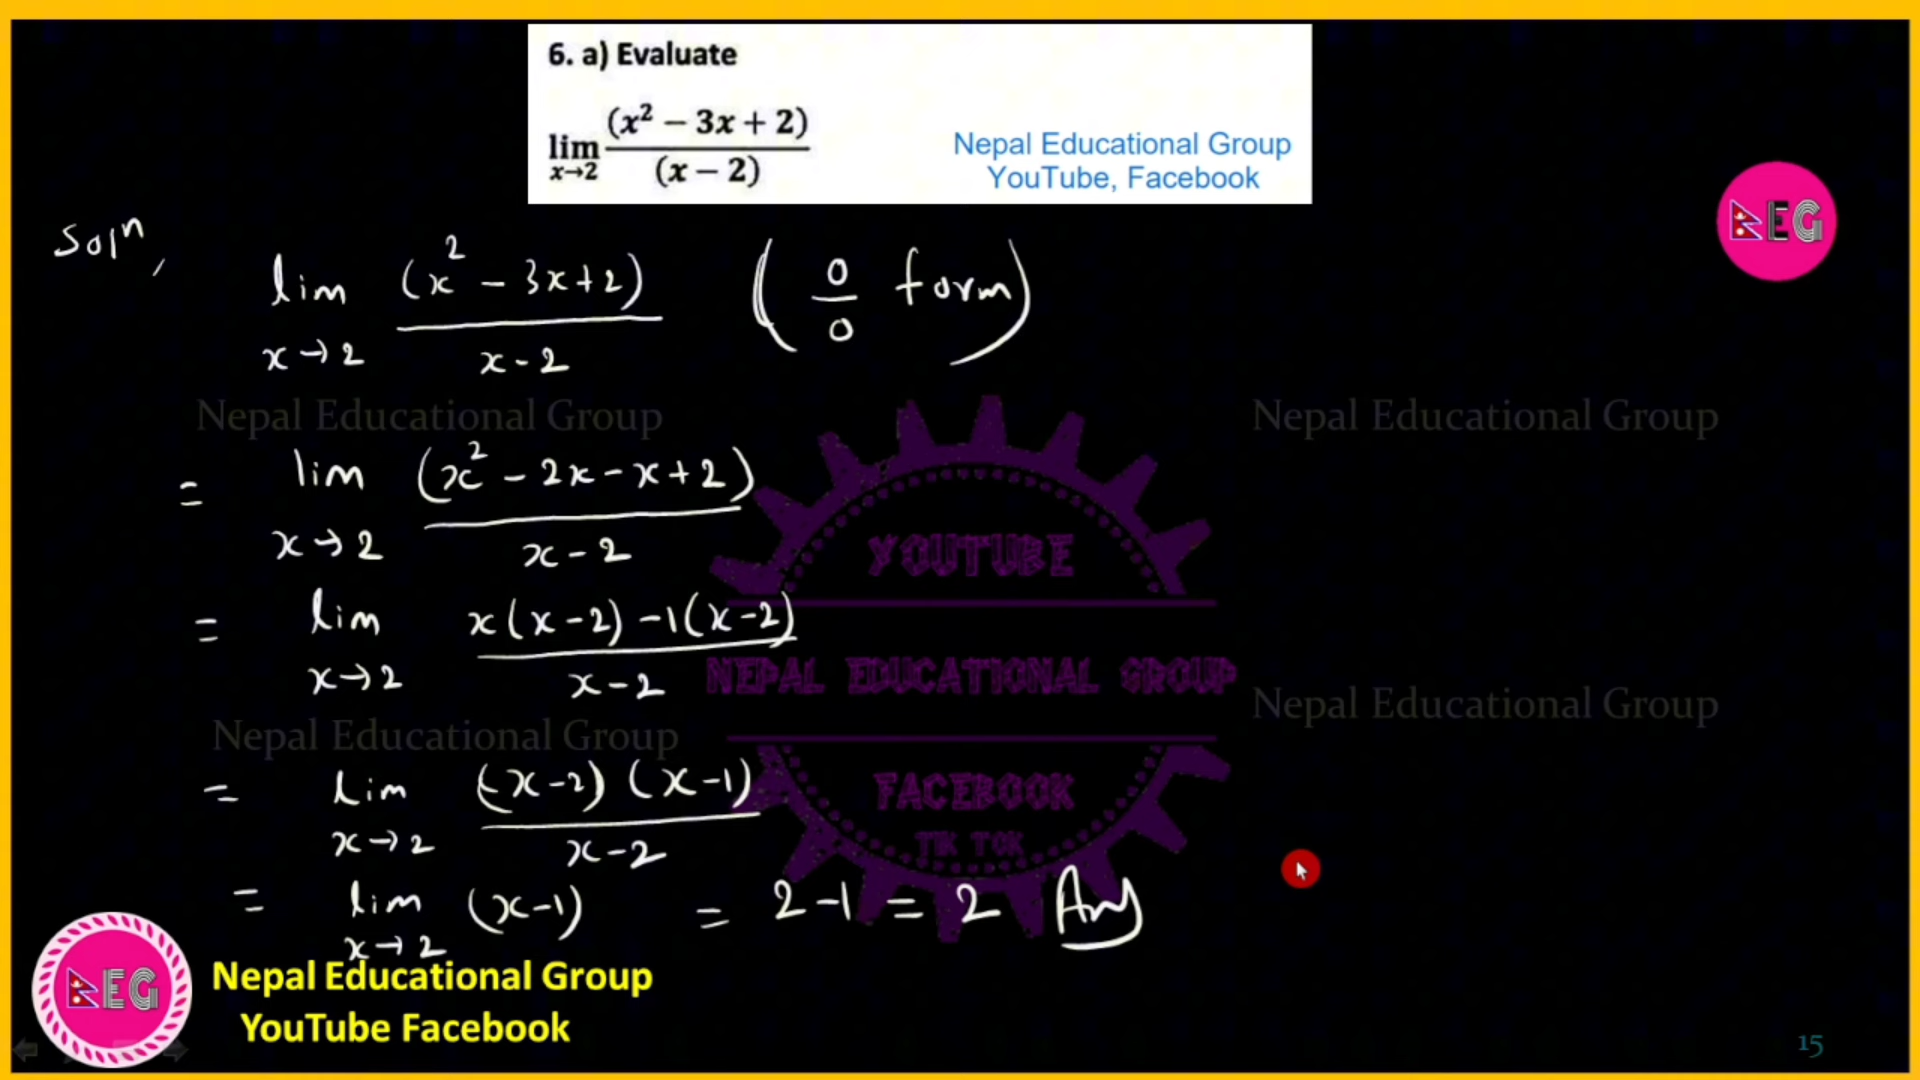 6. a) Evaluate
lim x→2 (x² − 3x + 2) / (x − 2)
Nepal Educational Group
YouTube, Facebook
NEG
Solⁿ,
lim x→2 (x² - 3x+2) / x-2 (0/0 form)
Nepal Educational Group
Nepal Educational Group
= lim x→2 (x² - 2x - x + 2) / x-2
YOUTUBE
= lim x→2 x(x-2) -1(x-2) / x-2
NEPAL EDUCATIONAL GROUP
Nepal Educational Group
Nepal Educational Group
= lim x→2 (x-2) (x-1) / x-2
FACEBOOK
TIK TOK
= lim x→2 (x-1) = 2-1 = 2 Ans
NEG
Nepal Educational Group
YouTube Facebook
15